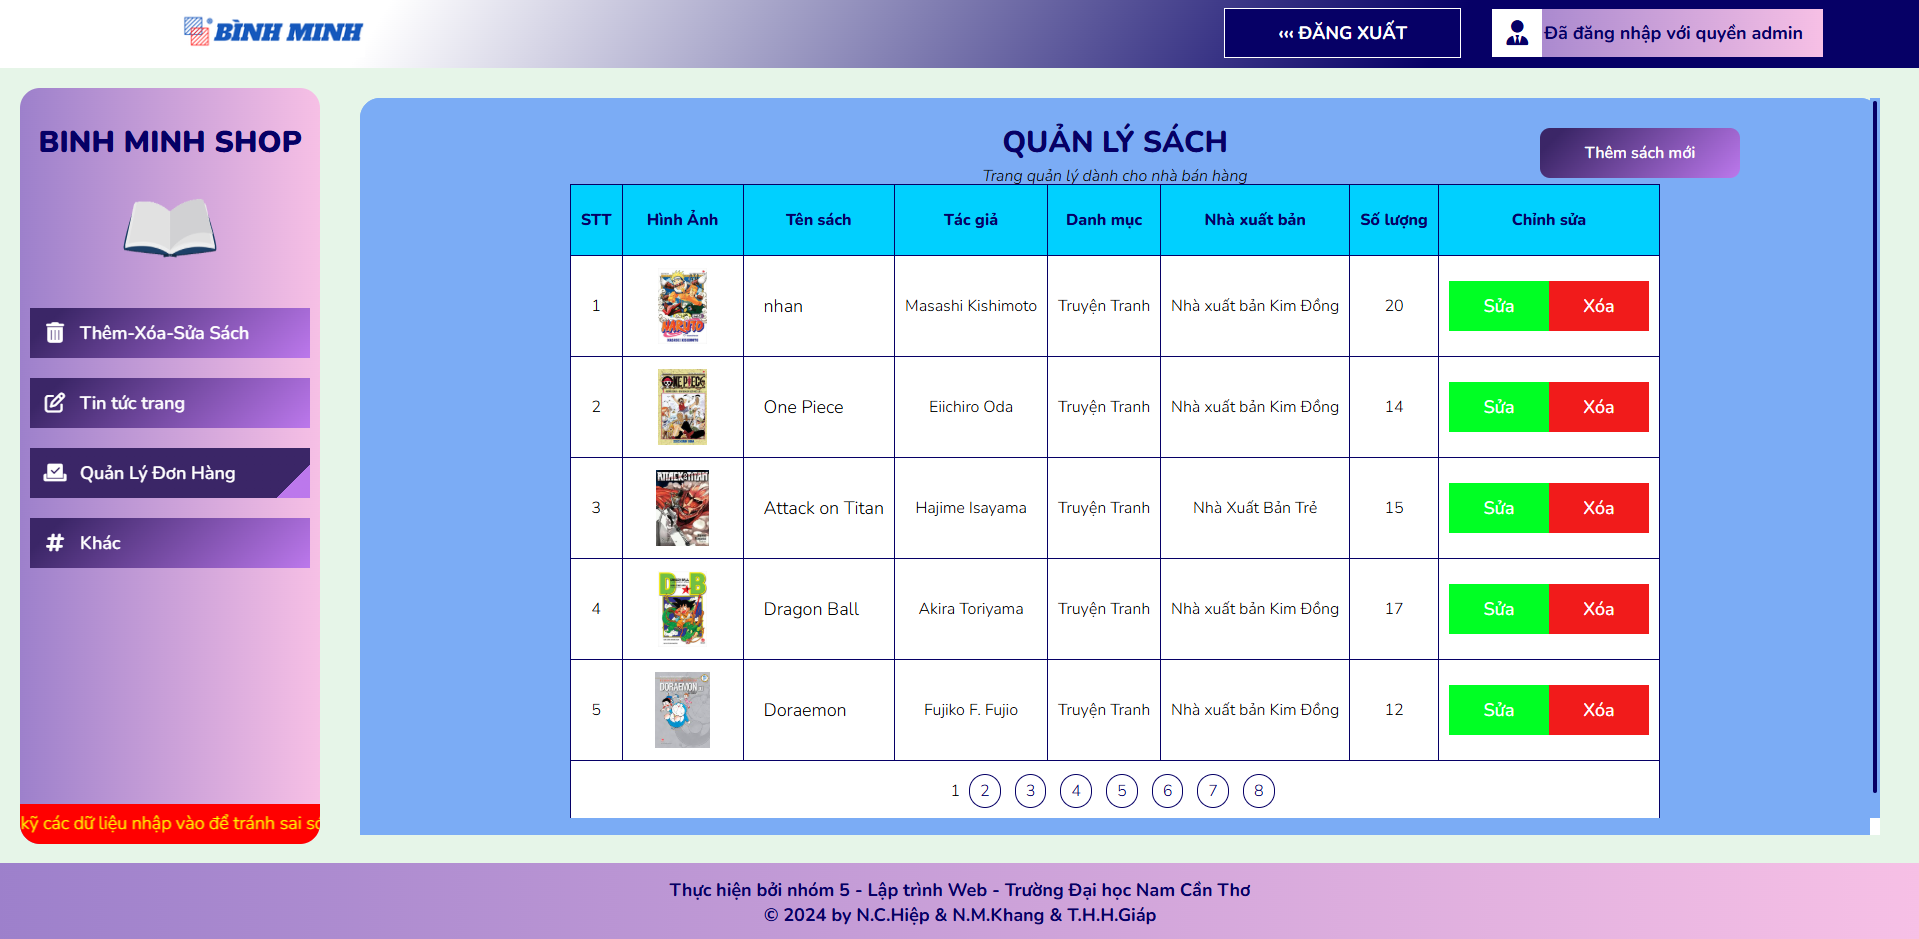 BÌNH MINH
‹‹‹ ĐĂNG XUẤT
Đã đăng nhập với quyền admin
BINH MINH SHOP
Thêm-Xóa-Sửa Sách
Tin tức trang
Quản Lý Đơn Hàng
# Khác
kỹ các dữ liệu nhập vào để tránh sai
QUẢN LÝ SÁCH
Trang quản lý dành cho nhà bán hàng
Thêm sách mới
STT Hình Ảnh Tên sách Tác giả Danh mục Nhà xuất bản Số lượng Chỉnh sửa
1 NARUTO nhan Masashi Kishimoto Truyện Tranh Nhà xuất bản Kim Đồng 20 Sửa Xóa
2 ONE PIECE One Piece Eiichiro Oda Truyện Tranh Nhà xuất bản Kim Đồng 14 Sửa Xóa
3 ATTACK ON TITAN Attack on Titan Hajime Isayama Truyện Tranh Nhà Xuất Bản Trẻ 15 Sửa Xóa
4 Dragon Ball Akira Toriyama Truyện Tranh Nhà xuất bản Kim Đồng 17 Sửa Xóa
5 DORAEMON Doraemon Fujiko F. Fujio Truyện Tranh Nhà xuất bản Kim Đồng 12 Sửa Xóa
1 2 3 4 5 6 7 8
Thực hiện bởi nhóm 5 - Lập trình Web - Trường Đại học Nam Cần Thơ
© 2024 by N.C.Hiệp & N.M.Khang & T.H.H.Giáp